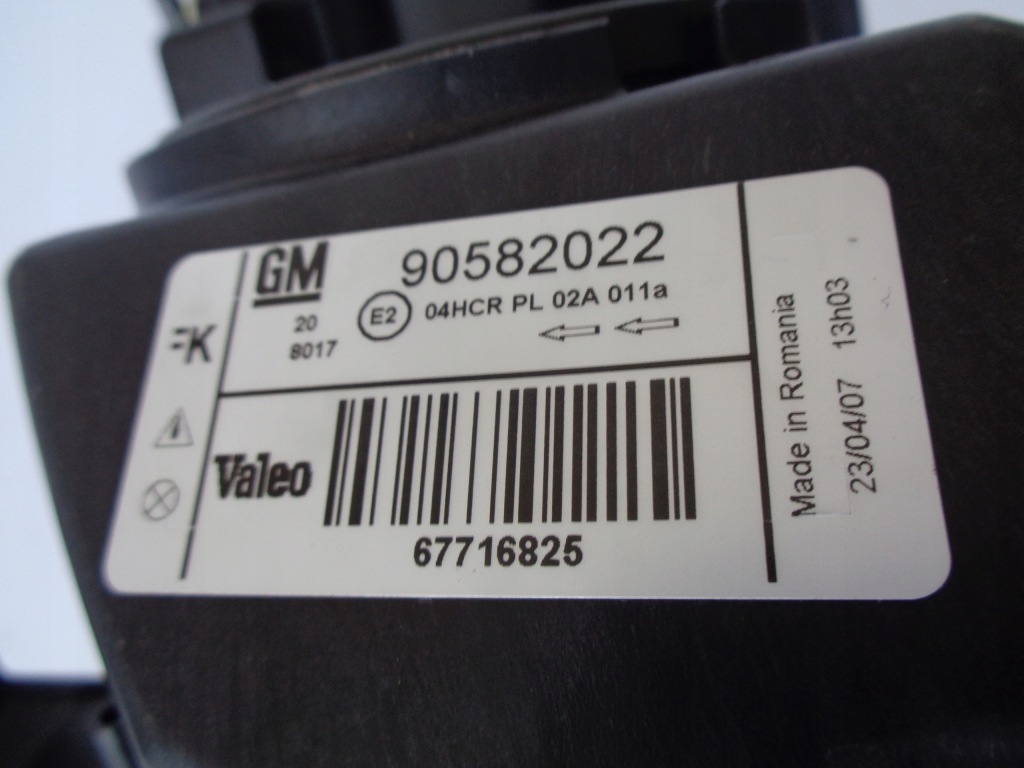 GM 90582022
20
8017
E2 04HCR PL 02A 011a
K
Valeo
67716825
Made in Romania
23/04/07 13h03